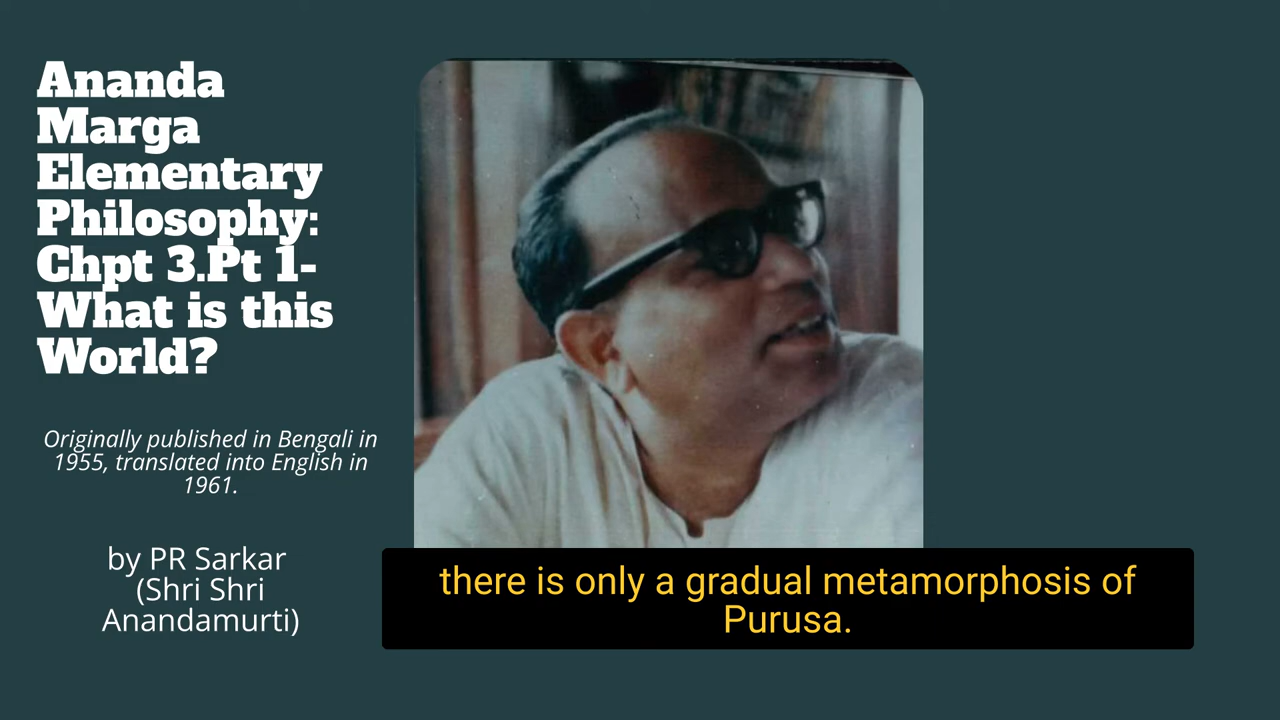 Ananda
Marga
Elementary
Philosophy:
Chpt 3.Pt 1-
What is this
World?
Originally published in Bengali in
1955, translated into English in
1961.
by PR Sarkar
(Shri Shri
Anandamurti)
there is only a gradual metamorphosis of
Purusa.